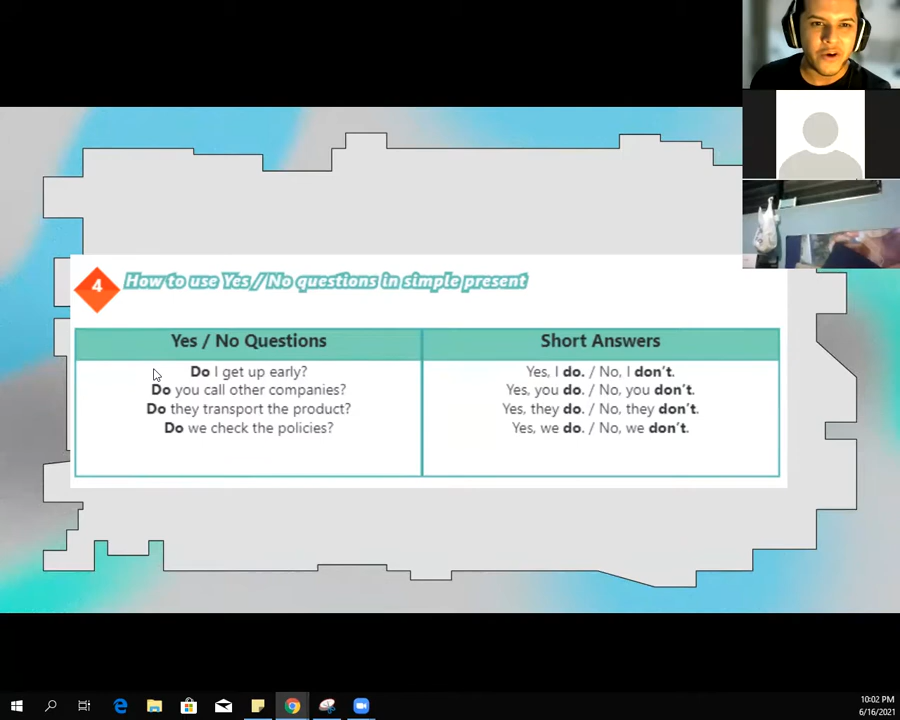 4
How to use Yes / No questions in simple present
Yes / No Questions
Do I get up early?
Do you call other companies?
Do they transport the product?
Do we check the policies?
Short Answers
Yes, I do. / No, I don't.
Yes, you do. / No, you don't.
Yes, they do. / No, they don't.
Yes, we do. / No, we don't.
10:02 PM
6/16/2021